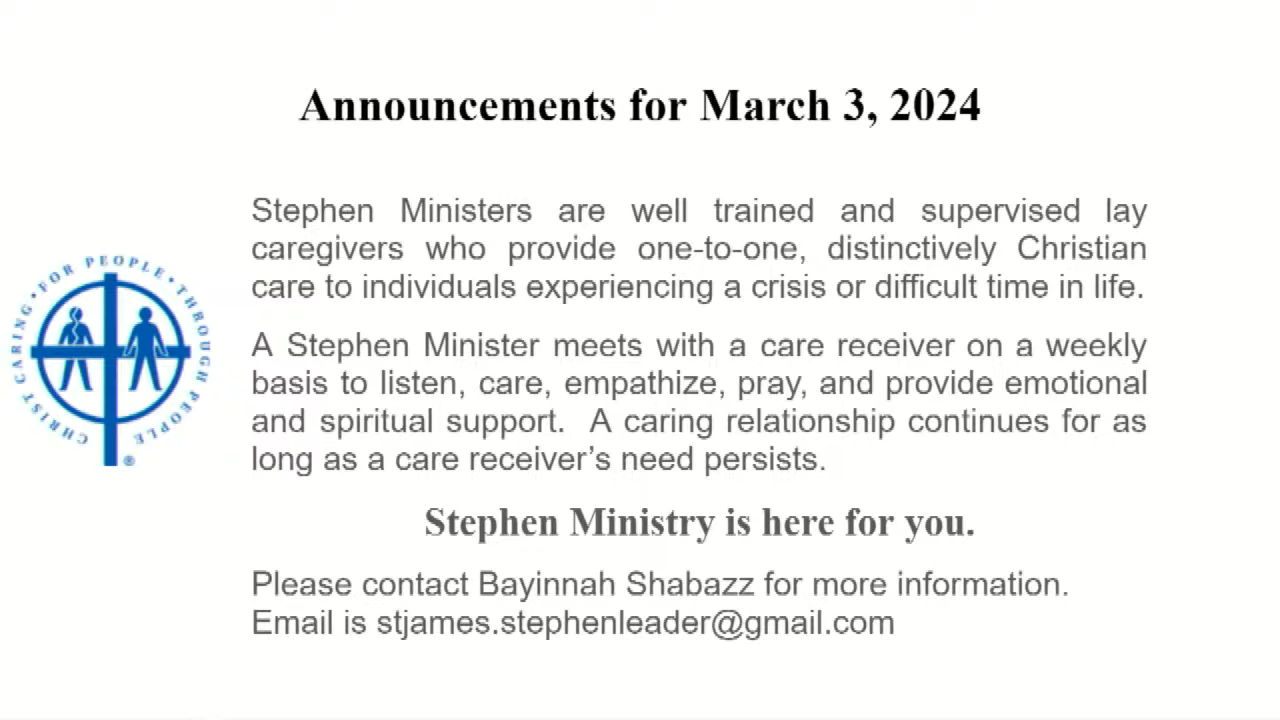 Announcements for March 3, 2024
Stephen Ministers are well trained and supervised lay
caregivers who provide one-to-one, distinctively Christian
care to individuals experiencing a crisis or difficult time in life.
A Stephen Minister meets with a care receiver on a weekly
basis to listen, care, empathize, pray, and provide emotional
and spiritual support.  A caring relationship continues for as
long as a care receiver’s need persists.
Stephen Ministry is here for you.
Please contact Bayinnah Shabazz for more information.
Email is stjames.stephenleader@gmail.com
CHRIST CARING • FOR PEOPLE • THROUGH PEOPLE
®